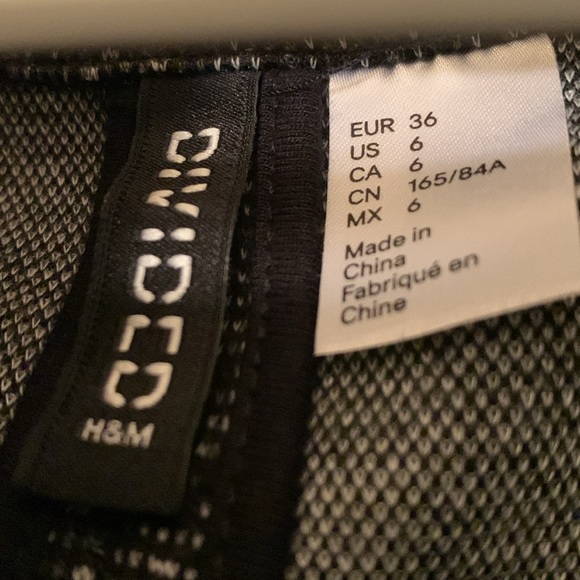 DIVIDED
H&M
EUR 36
US 6
CA 6
CN 165/84A
MX 6
Made in
China
Fabriqué en
Chine